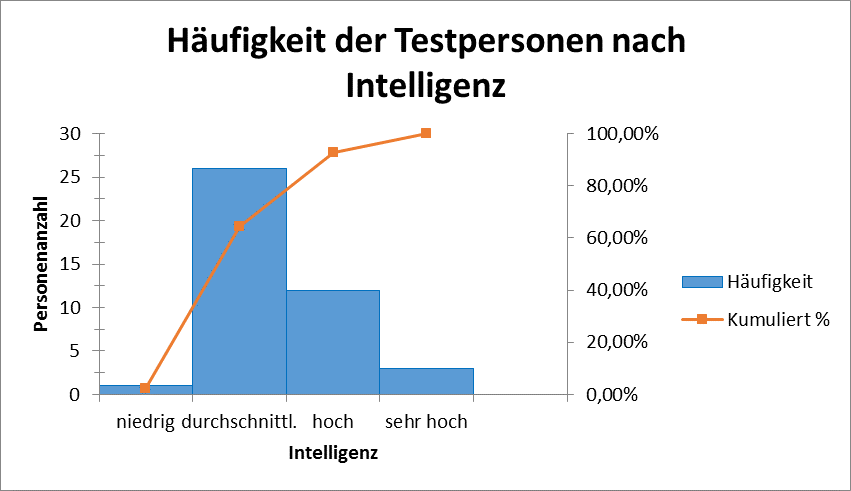 Häufigkeit der Testpersonen nach
Intelligenz
30
25
20
15
10
5
0
Personenanzahl
100,00%
80,00%
60,00%
40,00%
20,00%
0,00%
niedrig durchschnittl. hoch sehr hoch
Intelligenz
Häufigkeit
Kumuliert %